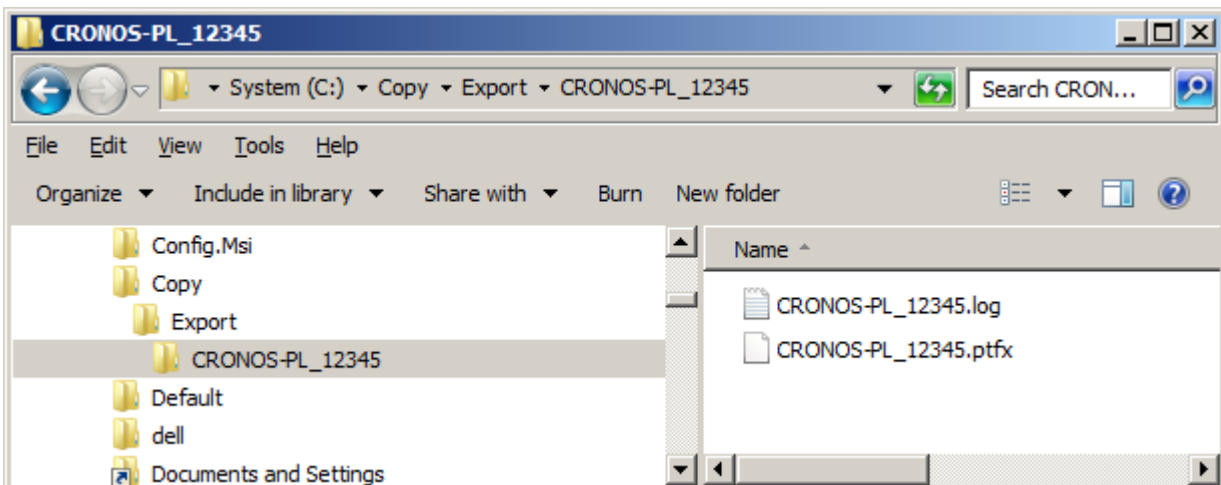 CRONOS-PL_12345
System (C:) Copy Export CRONOS-PL_12345 Search CRON...
File Edit View Tools Help
Organize Include in library Share with Burn New folder
Config.Msi
Copy
Export
CRONOS-PL_12345
Default
dell
Documents and Settings
Name
CRONOS-PL_12345.log
CRONOS-PL_12345.ptfx